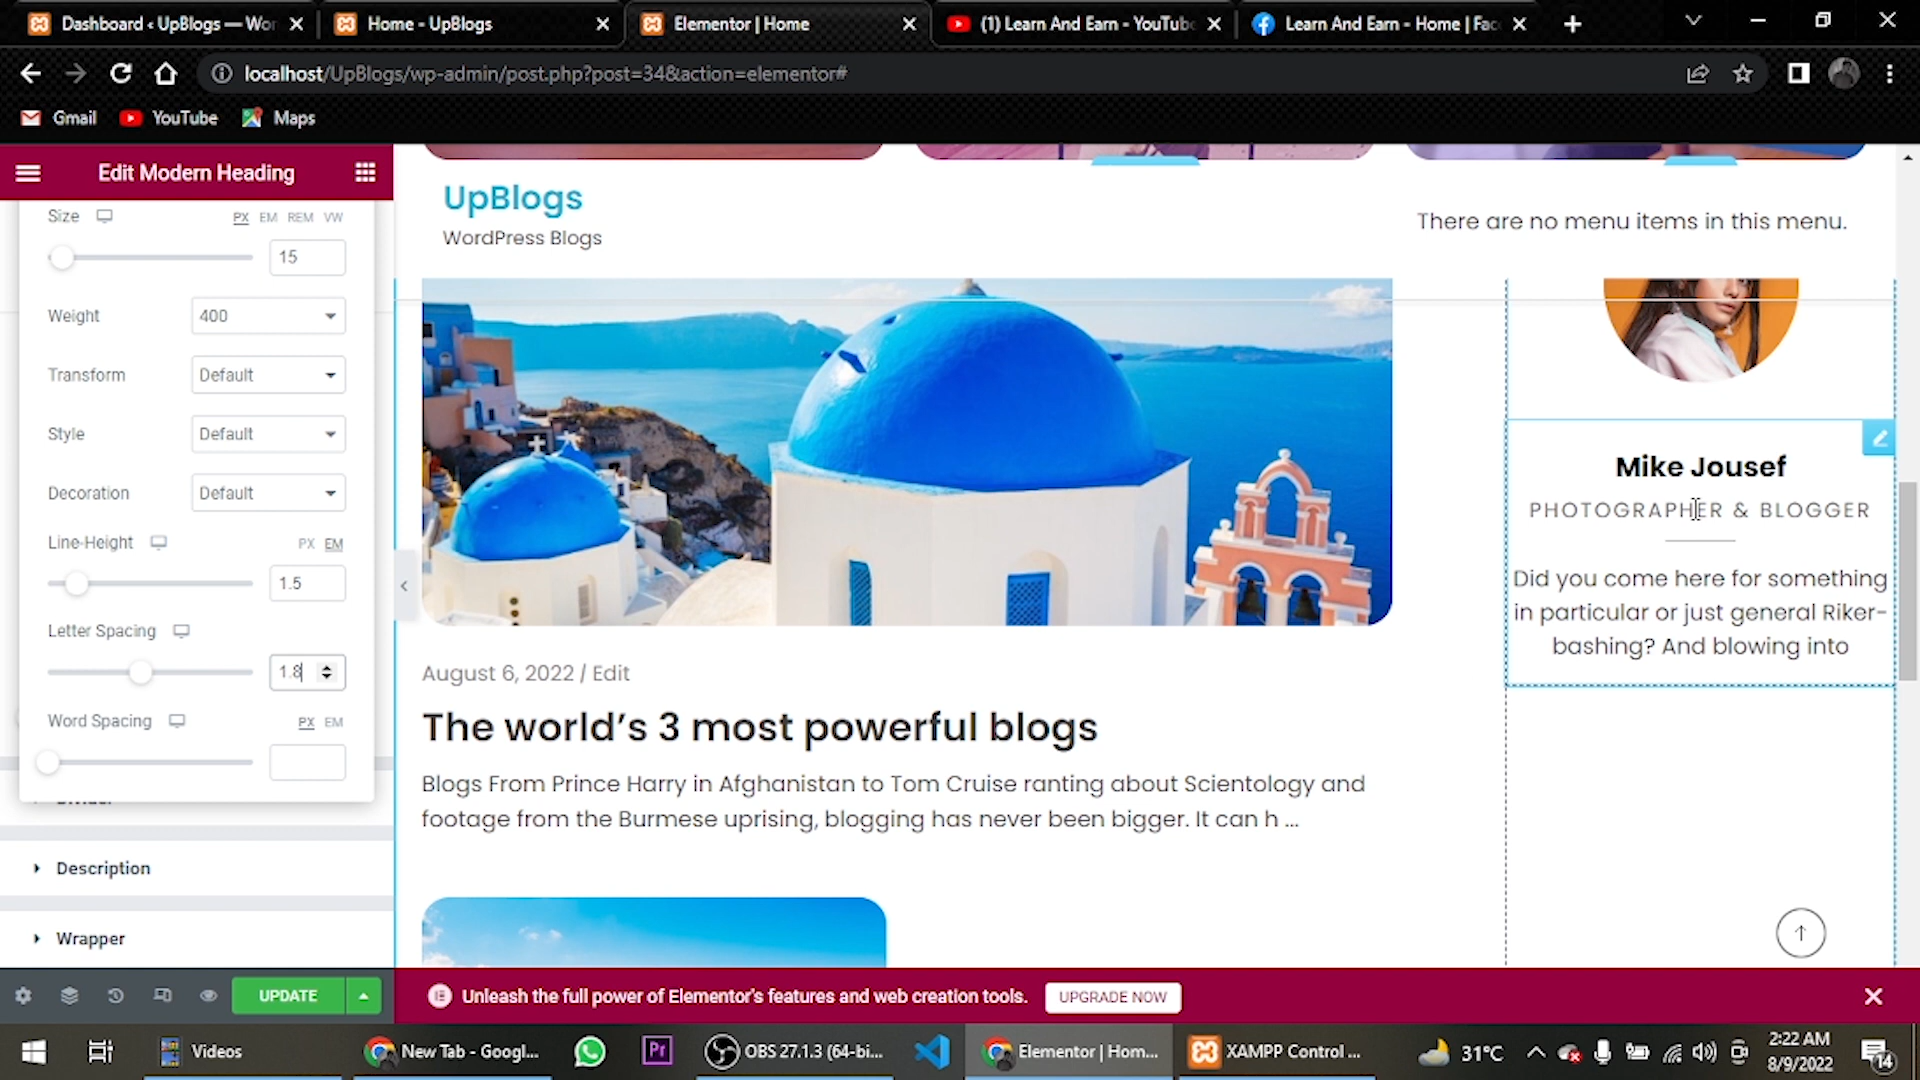 Dashboard ‹ UpBlogs — Wor
Home - UpBlogs
Elementor | Home
(1) Learn And Earn - YouTube
Learn And Earn - Home | Fac
localhost/UpBlogs/wp-admin/post.php?post=34&action=elementor#
Gmail
YouTube
Maps
Edit Modern Heading
Size
PX EM REM VW
15
Weight
400
Transform
Default
Style
Default
Decoration
Default
Line-Height
PX EM
1.5
Letter Spacing
1.8
Word Spacing
PX EM
Divider
Description
Wrapper
UPDATE
UpBlogs
WordPress Blogs
There are no menu items in this menu.
August 6, 2022 / Edit
The world's 3 most powerful blogs
Blogs From Prince Harry in Afghanistan to Tom Cruise ranting about Scientology and
footage from the Burmese uprising, blogging has never been bigger. It can h ...
Mike Jousef
PHOTOGRAPHER & BLOGGER
Did you come here for something
in particular or just general Riker-
bashing? And blowing into
Unleash the full power of Elementor's features and web creation tools.
UPGRADE NOW
Videos
New Tab - Googl...
Pr
OBS 27.1.3 (64-bi...
Elementor | Hom...
XAMPP Control ...
31°C
2:22 AM
8/9/2022
14